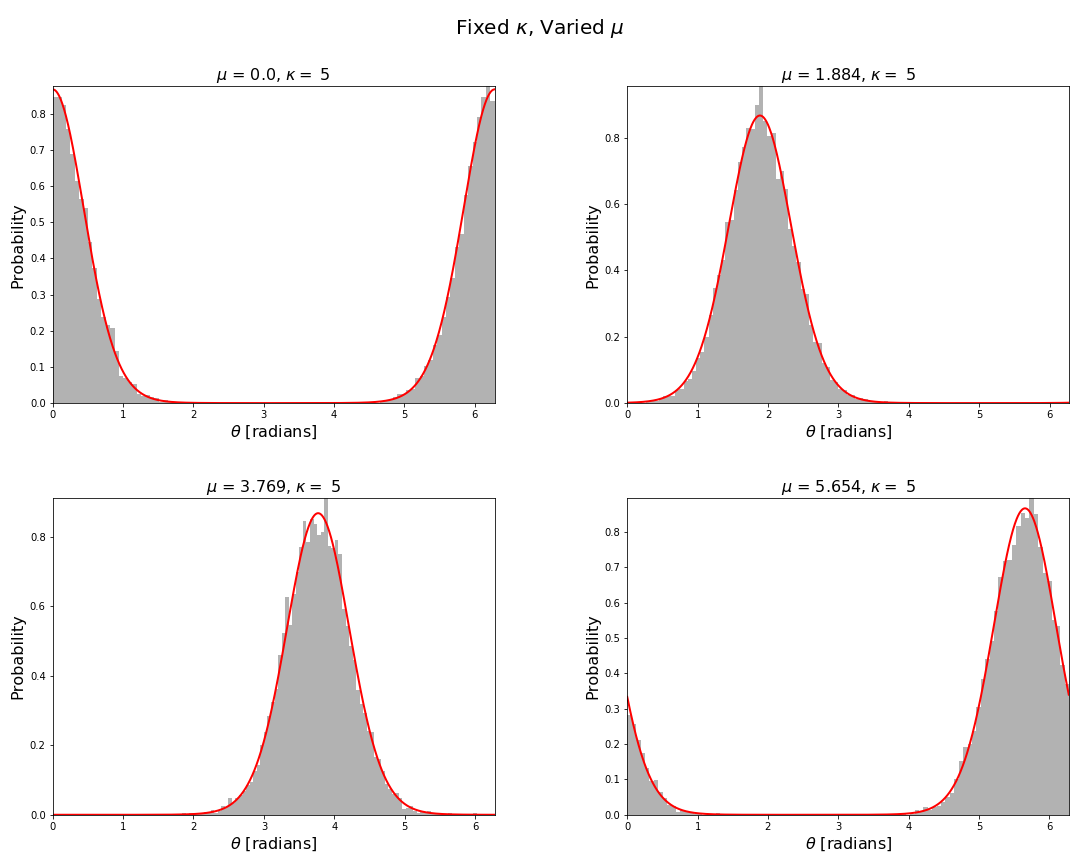 Fixed κ, Varied μ
μ = 0.0, κ = 5
Probability
0.8
0.7
0.6
0.5
0.4
0.3
0.2
0.1
0.0
0 1 2 3 4 5 6
θ [radians]
μ = 1.884, κ = 5
Probability
0.8
0.6
0.4
0.2
0.0
0 1 2 3 4 5 6
θ [radians]
μ = 3.769, κ = 5
Probability
0.8
0.6
0.4
0.2
0.0
0 1 2 3 4 5 6
θ [radians]
μ = 5.654, κ = 5
Probability
0.8
0.7
0.6
0.5
0.4
0.3
0.2
0.1
0.0
0 1 2 3 4 5 6
θ [radians]